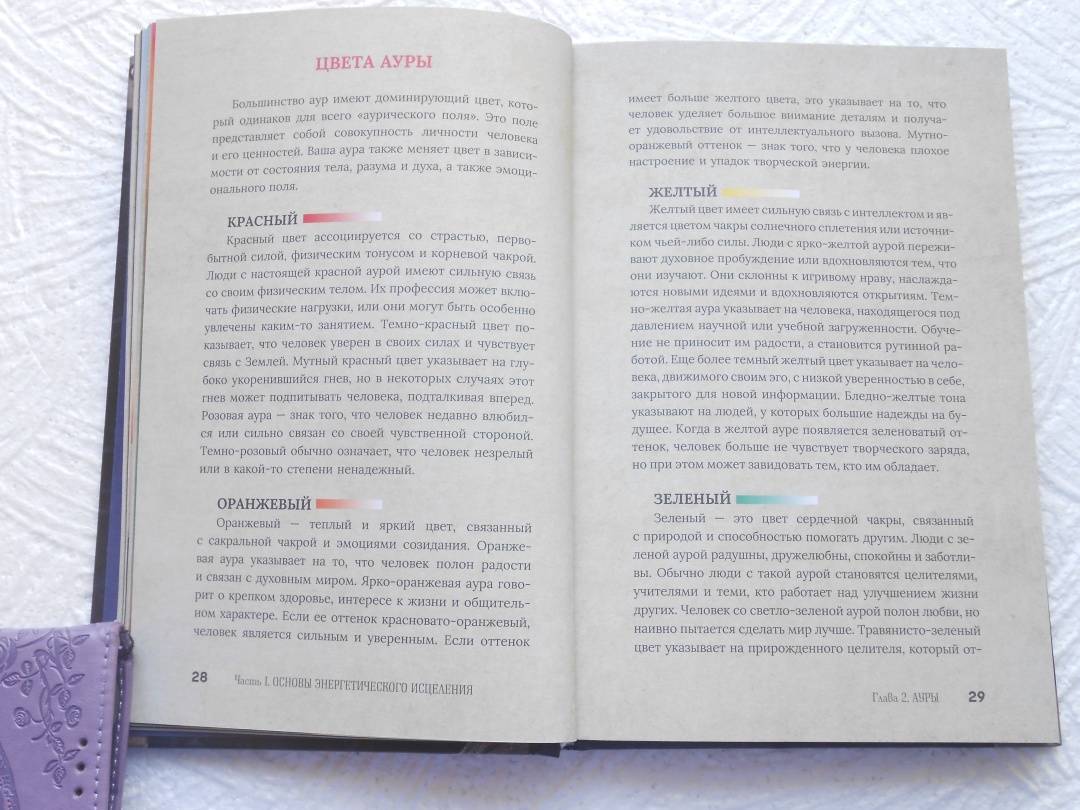 ЦВЕТА АУРЫ
Большинство аур имеют доминирующий цвет, кото-
рый одинаков для всего «аурического поля». Это поле
представляет собой совокупность личности человека
и его ценностей. Ваша аура также меняет цвет в зависи-
мости от состояния тела, разума и духа, а также эмоци-
онального поля.
КРАСНЫЙ
Красный цвет ассоциируется со страстью, перво-
бытной силой, физическим тонусом и корневой чакрой.
Люди с настоящей красной аурой имеют сильную связь
со своим физическим телом. Их профессия может вклю-
чать физические нагрузки, или они могут быть особенно
увлечены каким-то занятием. Темно-красный цвет по-
казывает, что человек уверен в своих силах и чувствует
связь с Землей. Мутный красный цвет указывает на глу-
боко укоренившийся гнев, но в некоторых случаях этот
гнев может подпитывать человека, подталкивая вперед.
Розовая аура — знак того, что человек недавно влюбил-
ся или сильно связан со своей чувственной стороной.
Темно-розовый обычно означает, что человек незрелый
или в какой-то степени ненадежный.
ОРАНЖЕВЫЙ
Оранжевый — теплый и яркий цвет, связанный
с сакральной чакрой и эмоциями созидания. Оранже-
вая аура указывает на то, что человек полон радости
и связан с духовным миром. Ярко-оранжевая аура гово-
рит о крепком здоровье, интересе к жизни и общитель-
ном характере. Если ее оттенок красновато-оранжевый,
человек является сильным и уверенным. Если оттенок
28 Часть I. ОСНОВЫ ЭНЕРГЕТИЧЕСКОГО ИСЦЕЛЕНИЯ
имеет больше желтого цвета, это указывает на то, что
человек уделяет большое внимание деталям и получа-
ет удовольствие от интеллектуального вызова. Мутно-
оранжевый оттенок — знак того, что у человека плохое
настроение и упадок творческой энергии.
ЖЕЛТЫЙ
Желтый цвет имеет сильную связь с интеллектом и яв-
ляется цветом чакры солнечного сплетения или источни-
ком чьей-либо силы. Люди с ярко-желтой аурой пережи-
вают духовное пробуждение или вдохновляются тем, что
они изучают. Они склонны к игривому нраву, наслажда-
ются новыми идеями и вдохновляются открытиям. Тем-
но-желтая аура указывает на человека, находящегося под
давлением научной или учебной загруженности. Обуче-
ние не приносит им радости, а становится рутинной ра-
ботой. Еще более темный желтый цвет указывает на чело-
века, движимого своим эго, с низкой уверенностью в себе,
закрытого для новой информации. Бледно-желтые тона
указывают на людей, у которых большие надежды на бу-
дущее. Когда в желтой ауре появляется зеленоватый от-
тенок, человек больше не чувствует творческого заряда,
но при этом может завидовать тем, кто им обладает.
ЗЕЛЕНЫЙ
Зеленый — это цвет сердечной чакры, связанный
с природой и способностью помогать другим. Люди с зе-
леной аурой радушны, дружелюбны, спокойны и заботли-
вы. Обычно люди с такой аурой становятся целителями,
учителями и теми, кто работает над улучшением жизни
других. Человек со светло-зеленой аурой полон любви, но
наивно пытается сделать мир лучше. Травянисто-зеленый
цвет указывает на прирожденного целителя, который от-
Глава 2. АУРЫ 29